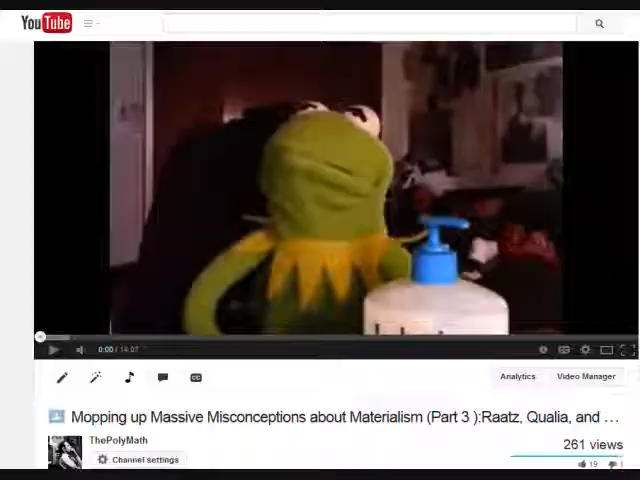 YouTube
0:00 / 14:07
Analytics
Video Manager
Mopping up Massive Misconceptions about Materialism (Part 3 ):Raatz, Qualia, and ...
ThePolyMath
261 views
Channel settings
19
1